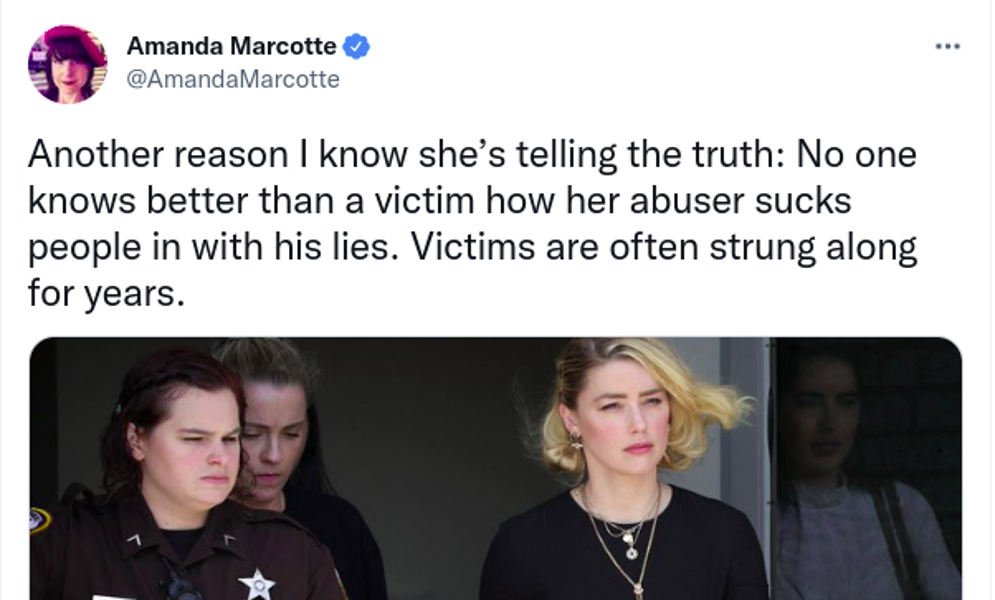 Amanda Marcotte
@AmandaMarcotte
Another reason I know she’s telling the truth: No one
knows better than a victim how her abuser sucks
people in with his lies. Victims are often strung along
for years.